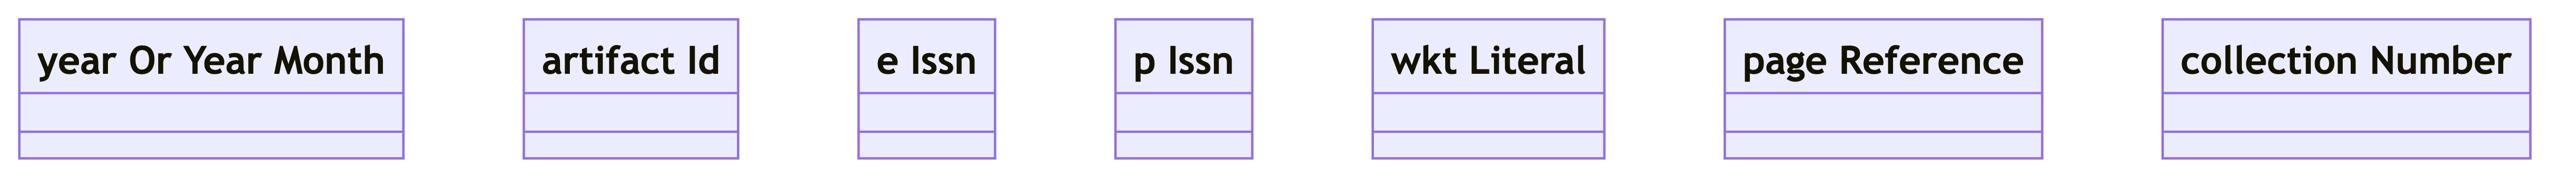 year Or Year Month
artifact Id
e Issn
p Issn
wkt Literal
page Reference
collection Number